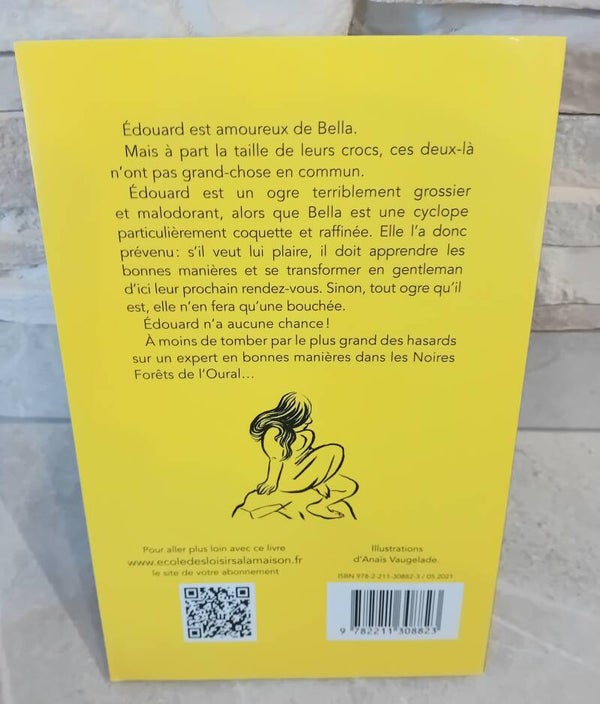 Édouard est amoureux de Bella.
Mais à part la taille de leurs crocs, ces deux-là
n'ont pas grand-chose en commun.
Édouard est un ogre terriblement grossier
et malodorant, alors que Bella est une cyclope
particulièrement coquette et raffinée. Elle l'a donc
prévenu : s'il veut lui plaire, il doit apprendre les
bonnes manières et se transformer en gentleman
d'ici leur prochain rendez-vous. Sinon, tout ogre qu'il
est, elle n'en fera qu'une bouchée.
Édouard n'a aucune chance !
À moins de tomber par le plus grand des hasards
sur un expert en bonnes manières dans les Noires
Forêts de l'Oural...
Pour aller plus loin avec ce livre
www.ecoledesloisirsalamaison.fr
le site de votre abonnement
Illustrations
d'Anaïs Vaugelade.
ISBN 978-2-211-30882-3 / 05.2021
9 782211 308823